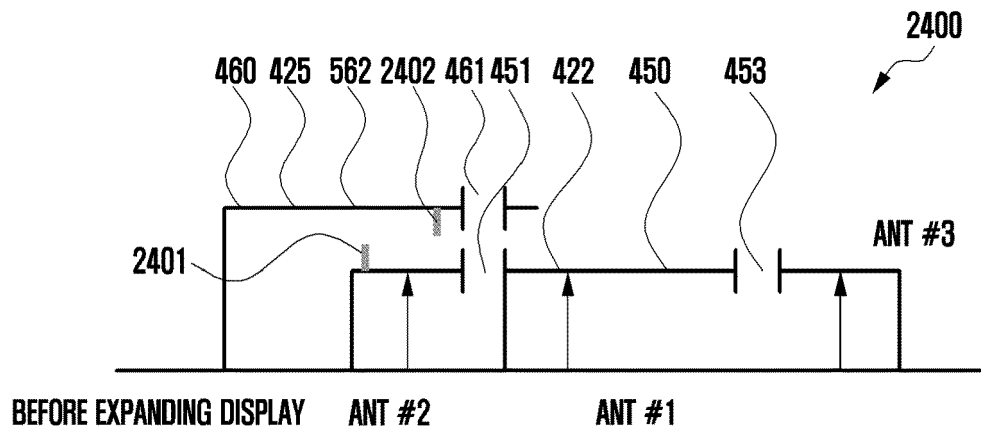 2400
460 425 562 2402 461 451 422 450 453
ANT #3
2401
BEFORE EXPANDING DISPLAY ANT #2 ANT #1